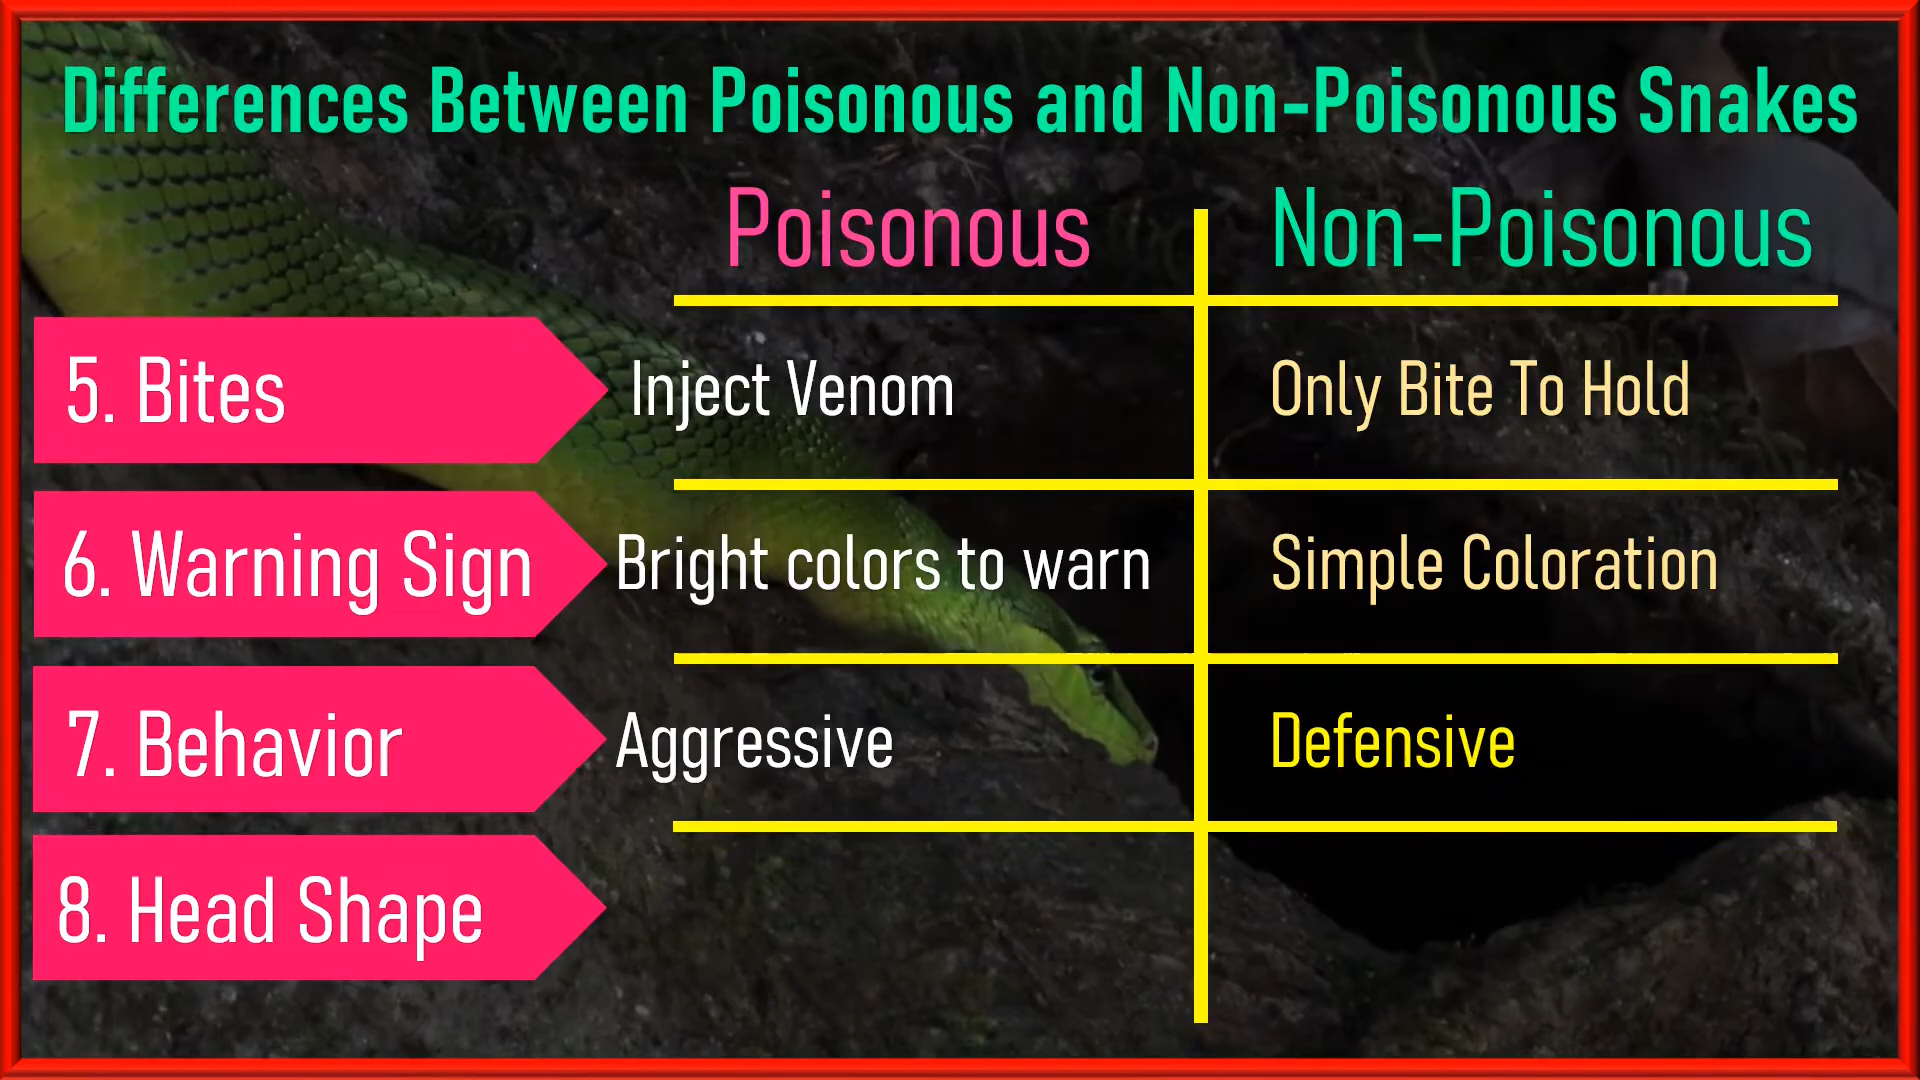 Differences Between Poisonous and Non-Poisonous Snakes
Poisonous Non-Poisonous
5. Bites Inject Venom Only Bite To Hold
6. Warning Sign Bright colors to warn Simple Coloration
7. Behavior Aggressive Defensive
8. Head Shape